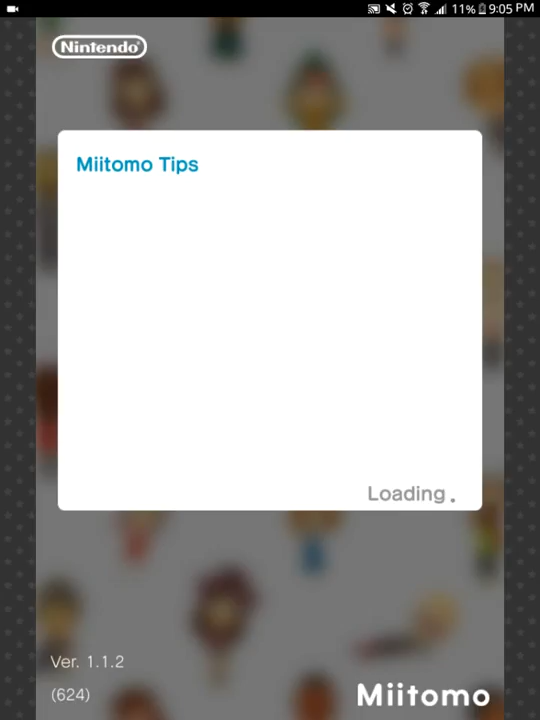 11% 9:05 PM
Nintendo
Miitomo Tips
Loading.
Ver. 1.1.2
(624)
Miitomo